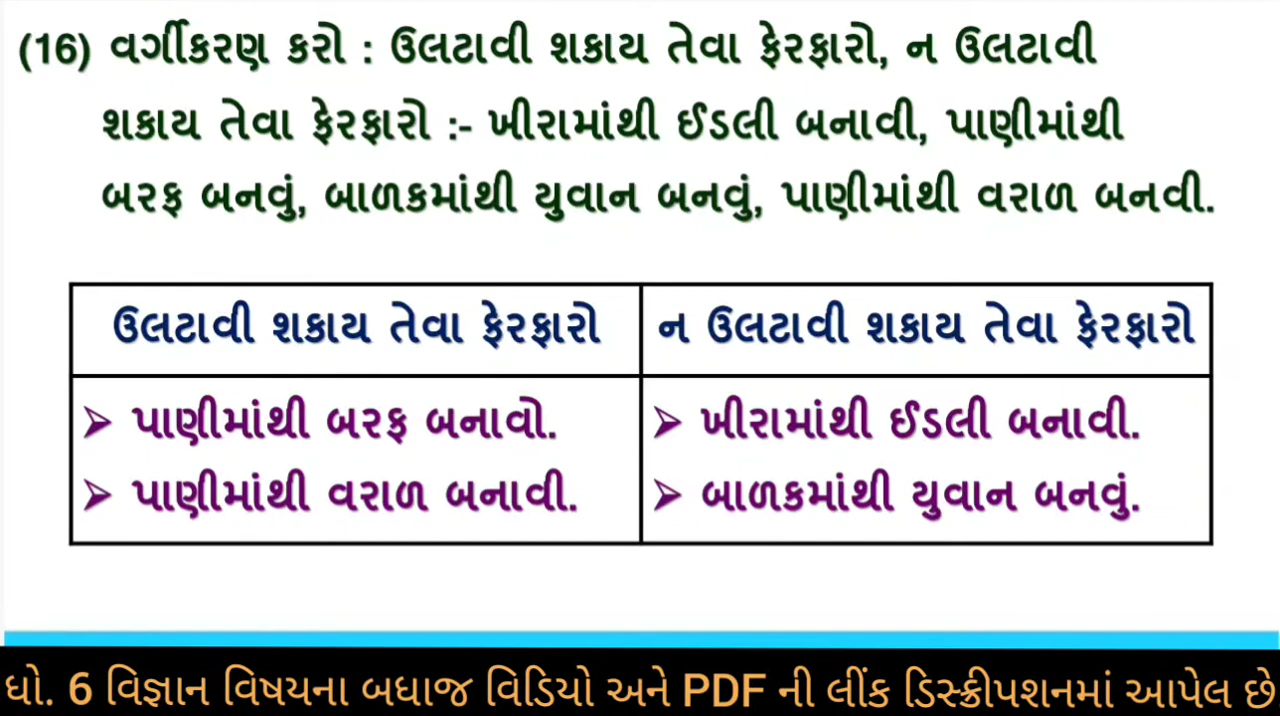 (16) વર્ગીકરણ કરો : ઉલટાવી શકાય તેવા ફેરફારો, ન ઉલટાવી
શકાય તેવા ફેરફારો :- ખીરામાંથી ઈડલી બનાવી, પાણીમાંથી
બરફ બનવું, બાળકમાંથી યુવાન બનવું, પાણીમાંથી વરાળ બનવી.
ઉલટાવી શકાય તેવા ફેરફારો
ન ઉલટાવી શકાય તેવા ફેરફારો
➢ પાણીમાંથી બરફ બનાવો.
➢ ખીરામાંથી ઈડલી બનાવી.
➢ પાણીમાંથી વરાળ બનાવી.
➢ બાળકમાંથી યુવાન બનવું.
ધો. 6 વિજ્ઞાન વિષયના બધાજ વિડિયો અને PDF ની લીંક ડિસ્ક્રીપશનમાં આપેલ છે